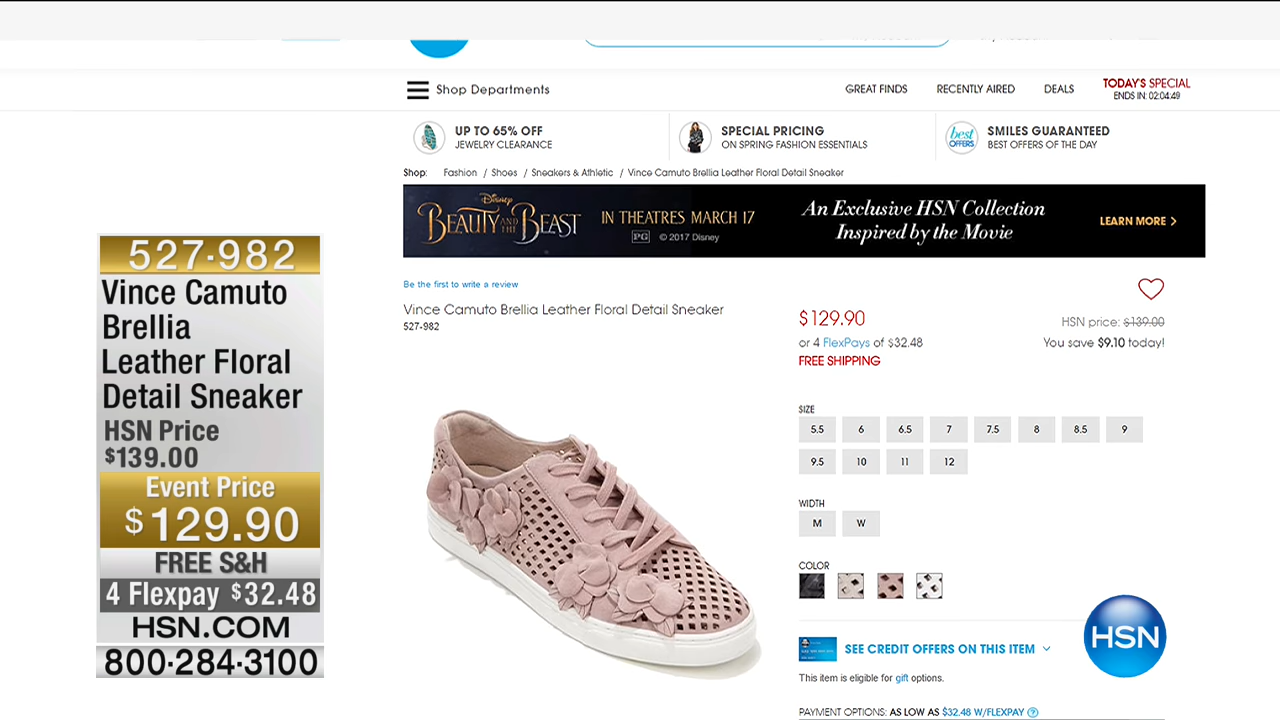 Shop Departments
GREAT FINDS
RECENTLY AIRED
DEALS
TODAY'S SPECIAL
ENDS IN: 02:04:49
UP TO 65% OFF
JEWELRY CLEARANCE
SPECIAL PRICING
ON SPRING FASHION ESSENTIALS
best
OFFERS
SMILES GUARANTEED
BEST OFFERS OF THE DAY
Shop: Fashion / Shoes / Sneakers & Athletic / Vince Camuto Brellia Leather Floral Detail Sneaker
Disney
BEAUTY AND THE BEAST
IN THEATRES MARCH 17
PG © 2017 Disney
An Exclusive HSN Collection
Inspired by the Movie
LEARN MORE >
527-982
Vince Camuto
Brellia
Leather Floral
Detail Sneaker
HSN Price
$139.00
Event Price
$129.90
FREE S&H
4 Flexpay $32.48
HSN.COM
800-284-3100
Be the first to write a review
Vince Camuto Brellia Leather Floral Detail Sneaker
527-982
$129.90
HSN price: $139.00
or 4 FlexPays of $32.48
You save $9.10 today!
FREE SHIPPING
SIZE
5.5 6 6.5 7 7.5 8 8.5 9
9.5 10 11 12
WIDTH
M W
COLOR
SEE CREDIT OFFERS ON THIS ITEM
This item is eligible for gift options.
PAYMENT OPTIONS: AS LOW AS $32.48 W/FLEXPAY ?
HSN